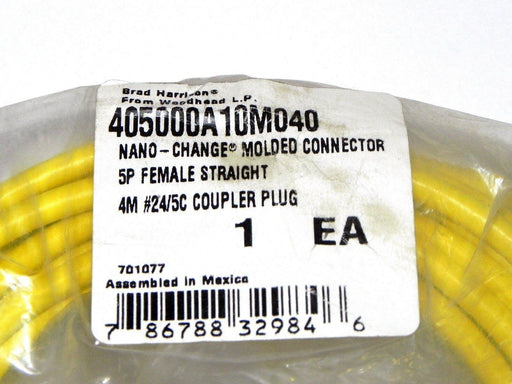 Brad Harrison®
From Woodhead L.P.
405000A10M040
NANO-CHANGE® MOLDED CONNECTOR
5P FEMALE STRAIGHT
4M #24/5C COUPLER PLUG
1 EA
701077
Assembled in Mexico
7 86788 32984 6